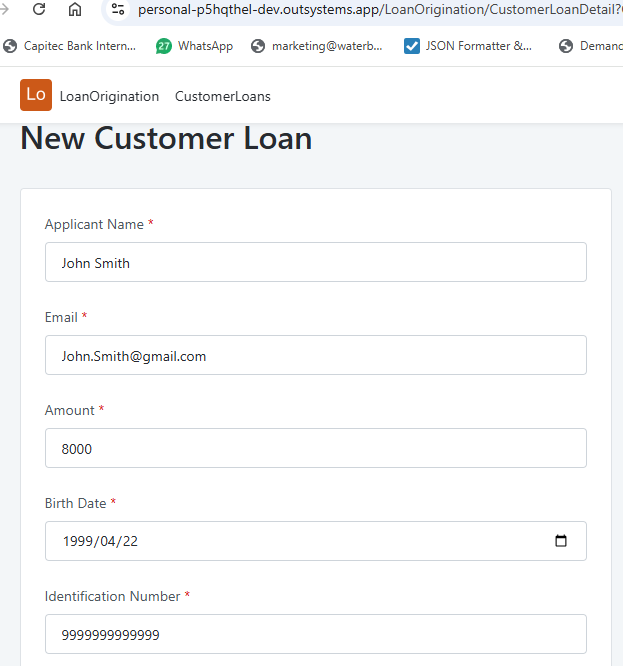 personal-p5hqthel-dev.outsystems.app/LoanOrigination/CustomerLoanDetail?
Capitec Bank Intern... 27 WhatsApp marketing@waterb... JSON Formatter &... Demand
Lo LoanOrigination CustomerLoans
New Customer Loan
Applicant Name *
John Smith
Email *
John.Smith@gmail.com
Amount *
8000
Birth Date *
1999/04/22
Identification Number *
9999999999999